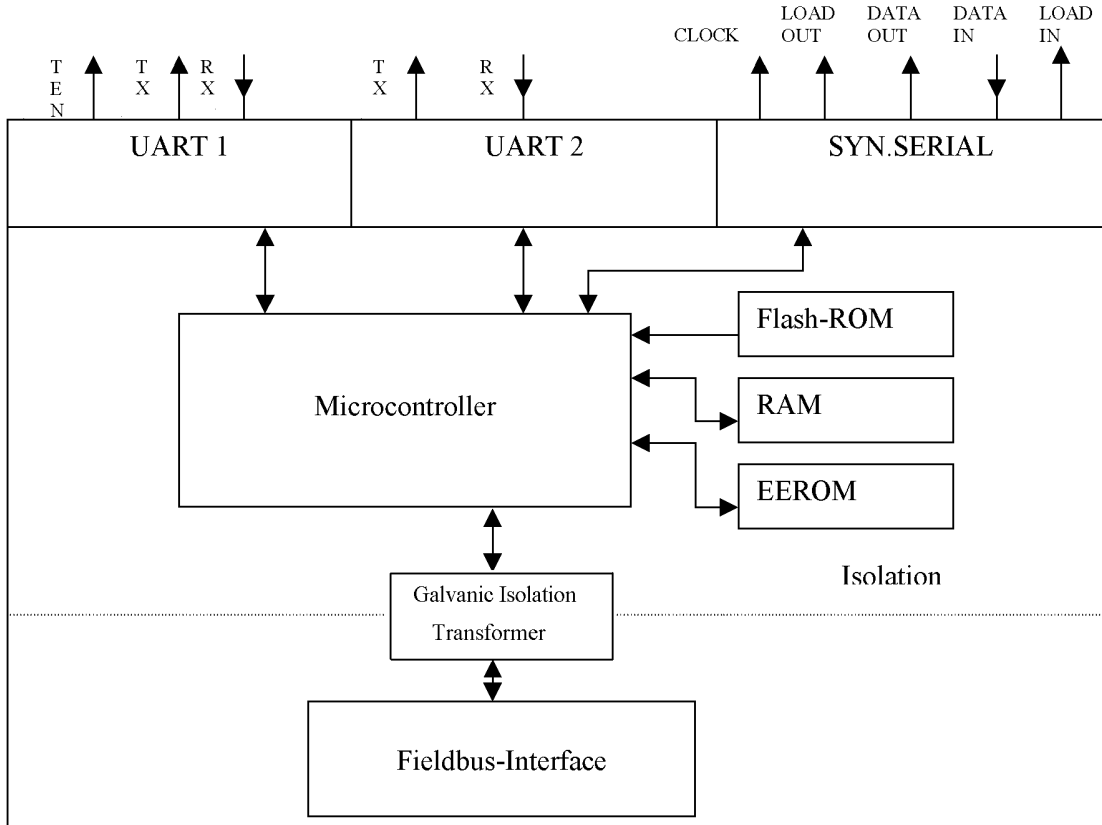 CLOCK
LOAD
OUT
DATA
OUT
DATA
IN
LOAD
IN
T
E
N
T
X
R
X
T
X
R
X
UART 1
UART 2
SYN.SERIAL
Flash-ROM
Microcontroller
RAM
EEROM
Isolation
Galvanic Isolation
Transformer
Fieldbus-Interface